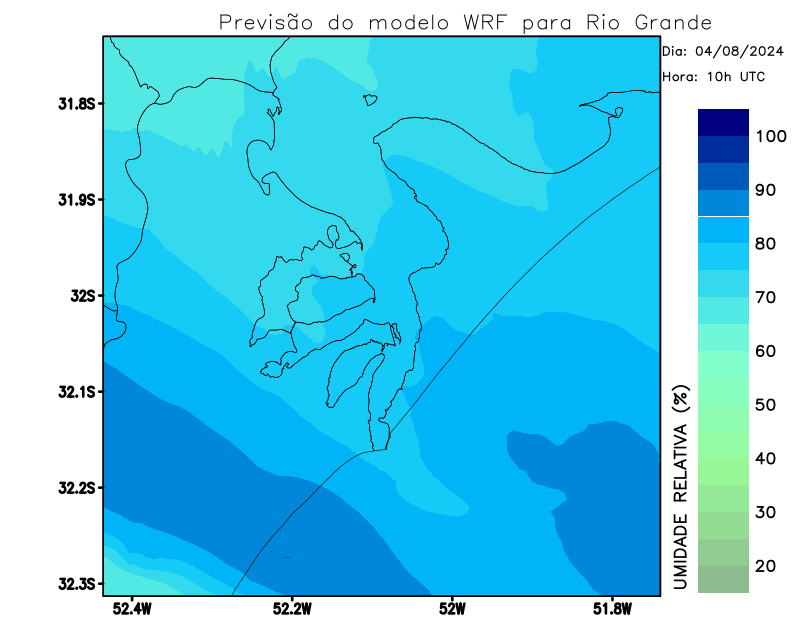 Previsão do modelo WRF para Rio Grande
Dia: 04/08/2024
Hora: 10h UTC
31.8S
31.9S
32S
32.1S
32.2S
32.3S
52.4W
52.2W
52W
51.8W
UMIDADE RELATIVA (%)
100
90
80
70
60
50
40
30
20